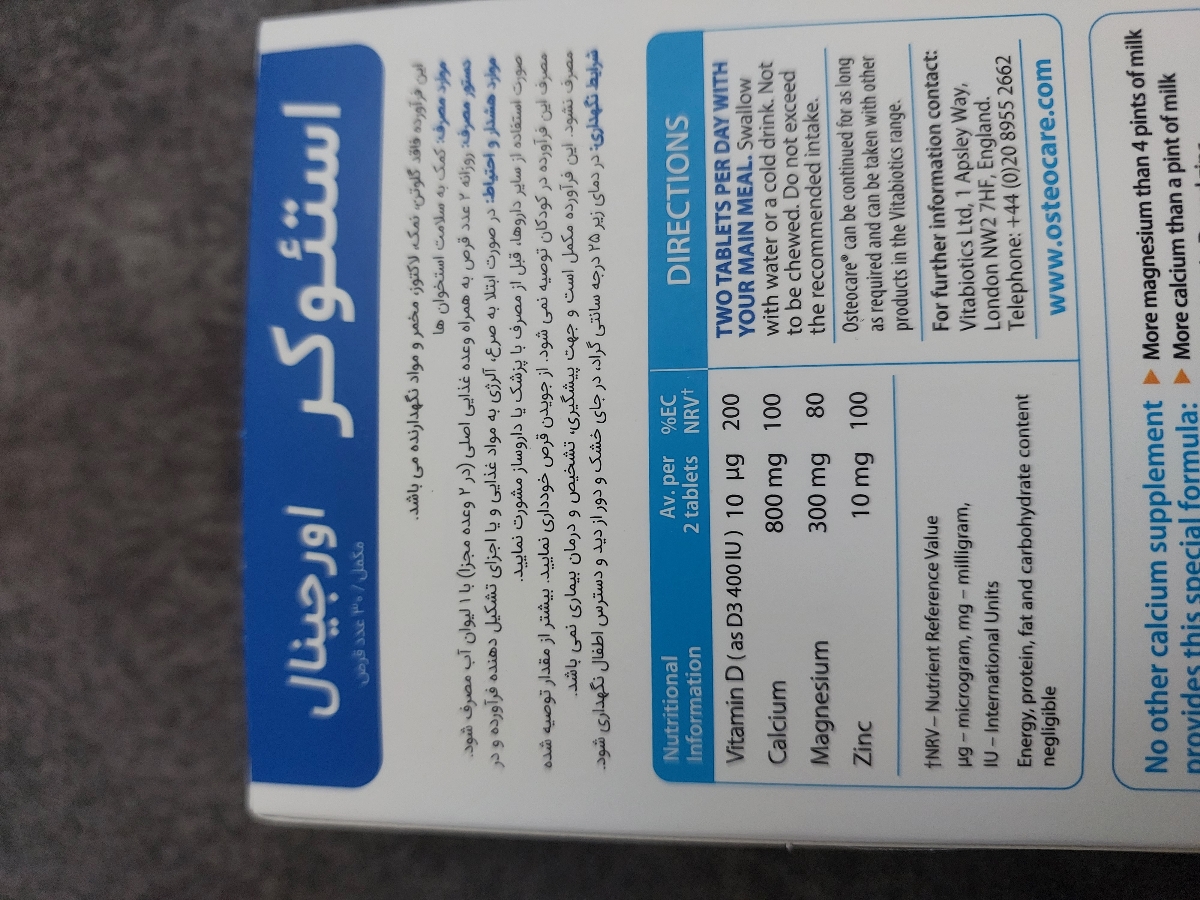 استئوکر اورجینال
مکمل / ۳۰ عدد قرص
این فرآورده فاقد گلوتن، نمک، لاکتوز، مخمر و مواد نگهدارنده می باشد.
موارد مصرف: کمک به سلامت استخوان ها
دستور مصرف: روزانه ۲ عدد قرص به همراه وعده غذایی اصلی (در ۲ وعده مجزا) با ۱ لیوان آب مصرف شود.
موارد هشدار و احتیاط: در صورت ابتلا به صرع، آلرژی به مواد غذایی و یا اجزای تشکیل دهنده فرآورده و در
صورت استفاده از سایر داروها، قبل از مصرف با پزشک یا داروساز مشورت نمایید.
مصرف این فرآورده در کودکان توصیه نمی شود. از جویدن قرص خودداری نمایید. بیشتر از مقدار توصیه شده
مصرف نشود. این فرآورده مکمل است و جهت پیشگیری، تشخیص و درمان بیماری نمی باشد.
شرایط نگهداری: در دمای زیر ۲۵ درجه سانتی گراد، در جای خشک و دور از دید و دسترس اطفال نگهداری شود.
Nutritional Information
Av. per 2 tablets
%EC NRV†
Vitamin D ( as D3 400 IU ) 10 µg 200
Calcium 800 mg 100
Magnesium 300 mg 80
Zinc 10 mg 100
†NRV – Nutrient Reference Value
µg – microgram, mg – milligram,
IU – International Units
Energy, protein, fat and carbohydrate content
negligible
DIRECTIONS
TWO TABLETS PER DAY WITH
YOUR MAIN MEAL. Swallow
with water or a cold drink. Not
to be chewed. Do not exceed
the recommended intake.
Osteocare® can be continued for as long
as required and can be taken with other
products in the Vitabiotics range.
For further information contact:
Vitabiotics Ltd, 1 Apsley Way,
London NW2 7HF, England.
Telephone: +44 (0)20 8955 2662
www.osteocare.com
No other calcium supplement
provides this special formula:
▶ More magnesium than 4 pints of milk
▶ More calcium than a pint of milk